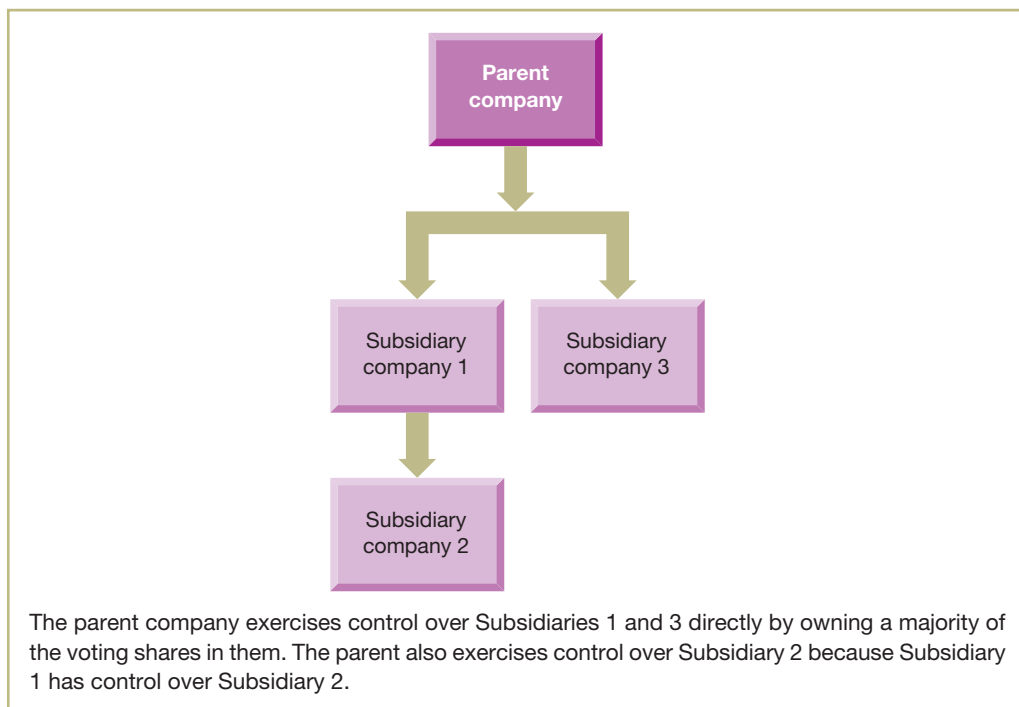 Parent
company
Subsidiary
company 1
Subsidiary
company 3
Subsidiary
company 2
The parent company exercises control over Subsidiaries 1 and 3 directly by owning a majority of
the voting shares in them. The parent also exercises control over Subsidiary 2 because Subsidiary
1 has control over Subsidiary 2.